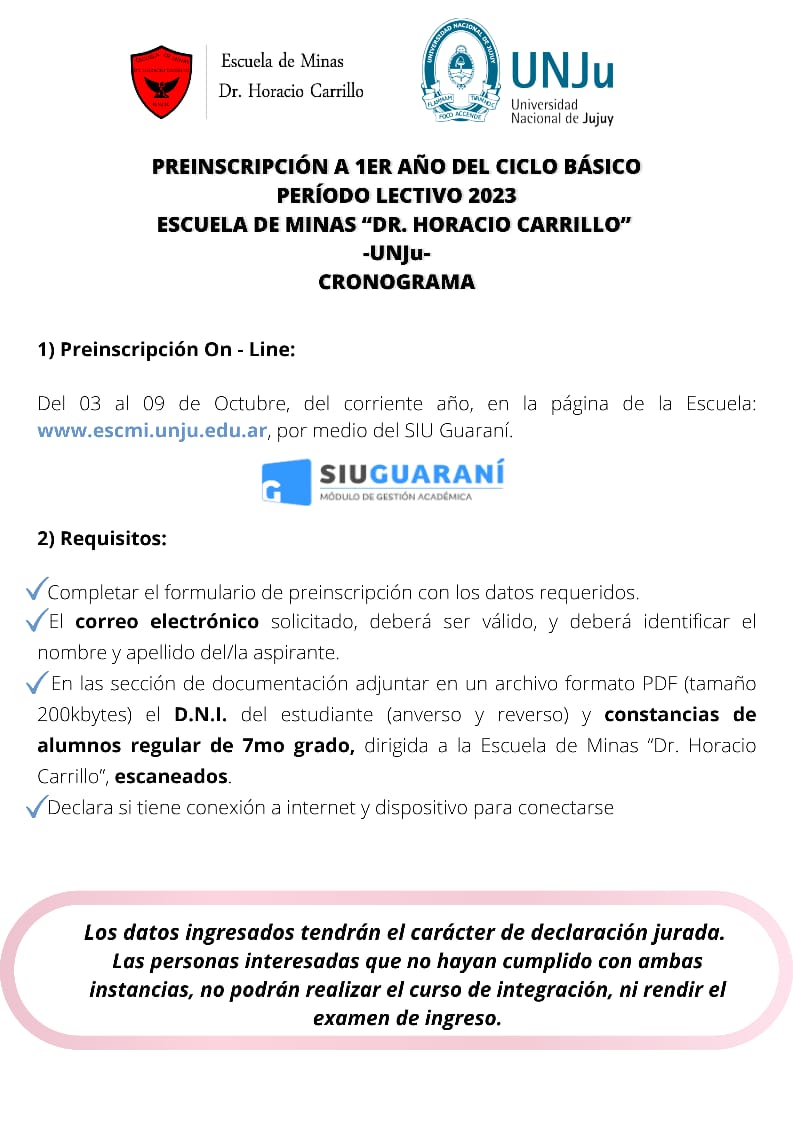 Escuela de Minas
Dr. Horacio Carrillo
UNIVERSIDAD NACIONAL DE JUJUY
FOCO ACCENDE
UNJu
Universidad
Nacional de Jujuy
PREINSCRIPCIÓN A 1ER AÑO DEL CICLO BÁSICO
PERÍODO LECTIVO 2023
ESCUELA DE MINAS “DR. HORACIO CARRILLO”
-UNJu-
CRONOGRAMA
1) Preinscripción On - Line:
Del 03 al 09 de Octubre, del corriente año, en la página de la Escuela:
www.escmi.unju.edu.ar, por medio del SIU Guaraní.
G
SIUGUARANÍ
MÓDULO DE GESTIÓN ACADÉMICA
2) Requisitos:
Completar el formulario de preinscripción con los datos requeridos.
El correo electrónico solicitado, deberá ser válido, y deberá identificar el
nombre y apellido del/la aspirante.
En las sección de documentación adjuntar en un archivo formato PDF (tamaño
200kbytes) el D.N.I. del estudiante (anverso y reverso) y constancias de
alumnos regular de 7mo grado, dirigida a la Escuela de Minas “Dr. Horacio
Carrillo”, escaneados.
Declara si tiene conexión a internet y dispositivo para conectarse
Los datos ingresados tendrán el carácter de declaración jurada.
Las personas interesadas que no hayan cumplido con ambas
instancias, no podrán realizar el curso de integración, ni rendir el
examen de ingreso.